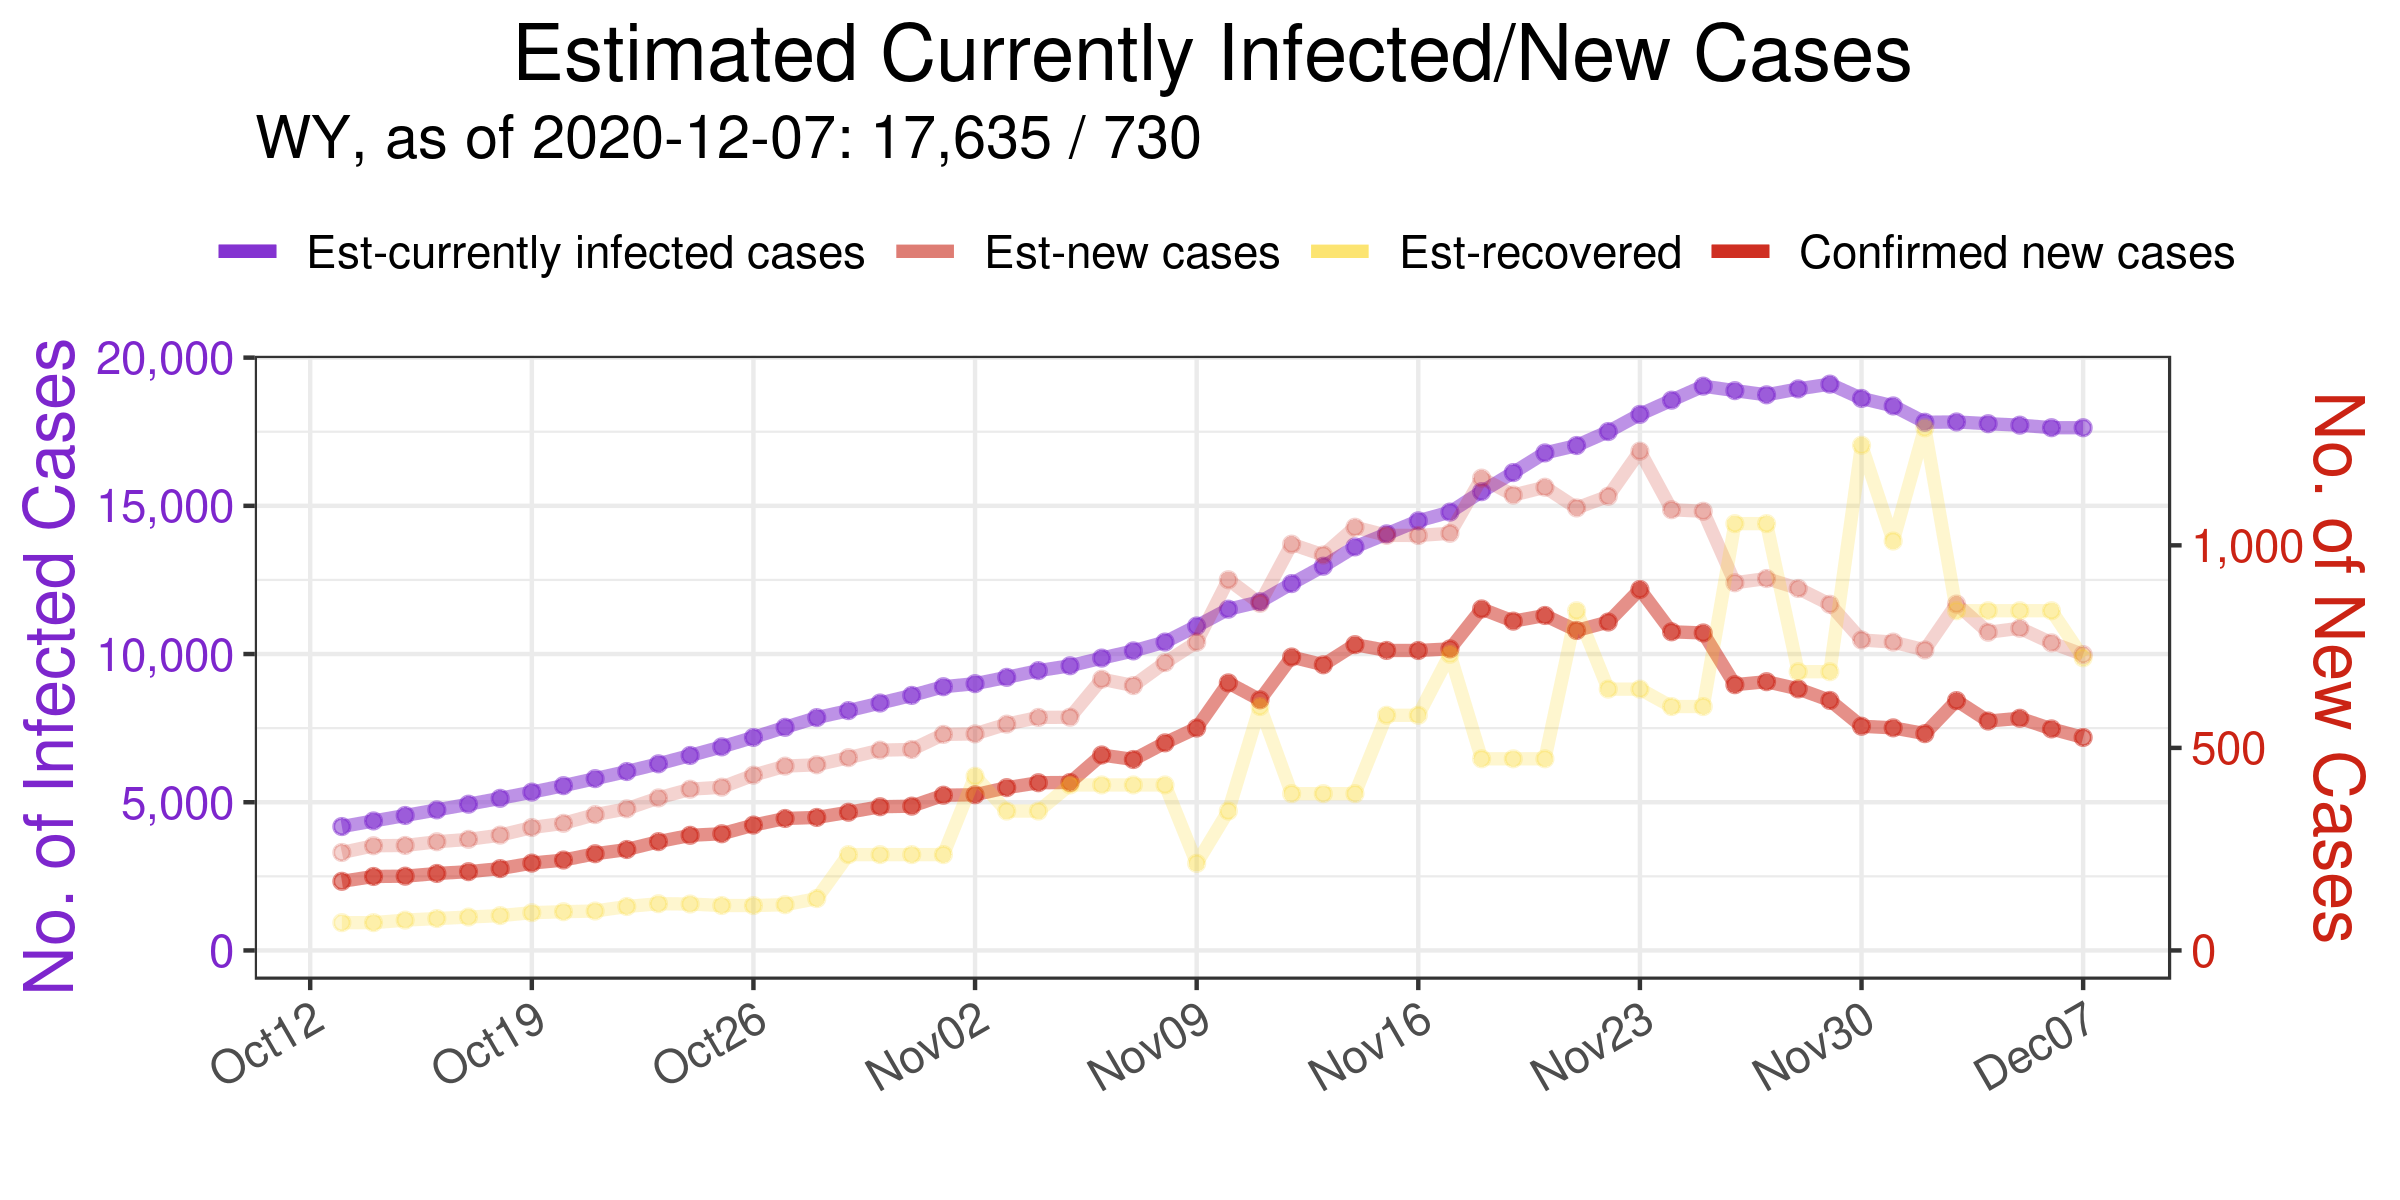 Estimated Currently Infected/New Cases
WY, as of 2020-12-07: 17,635 / 730
Est-currently infected cases Est-new cases Est-recovered Confirmed new cases
No. of Infected Cases
20,000
15,000
10,000
5,000
0
No. of New Cases
1,000
500
0
Oct12 Oct19 Oct26 Nov02 Nov09 Nov16 Nov23 Nov30 Dec07